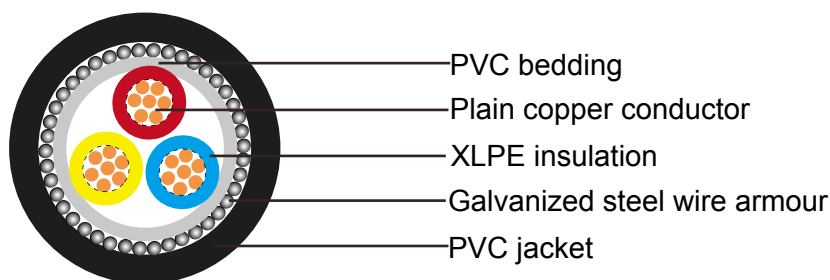 PVC bedding
Plain copper conductor
XLPE insulation
Galvanized steel wire armour
PVC jacket